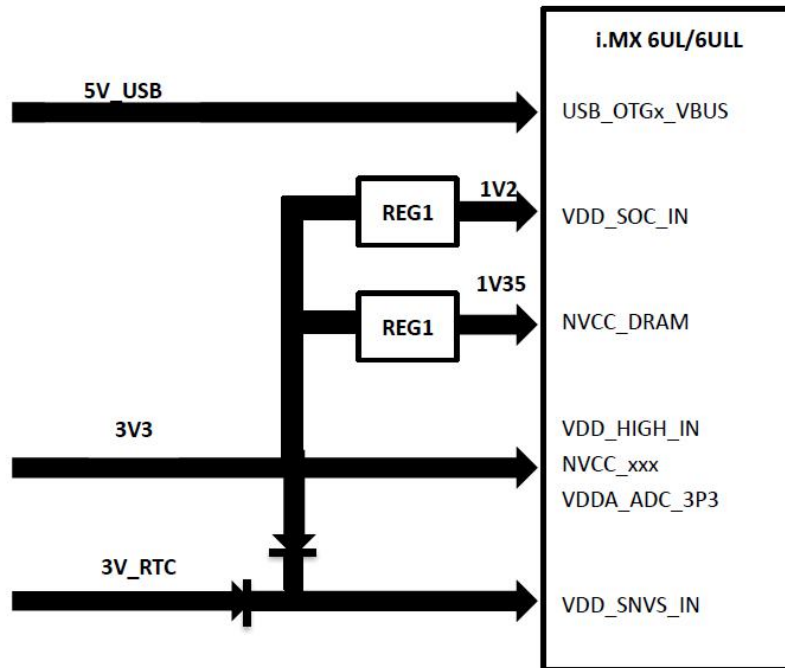 i.MX 6UL/6ULL
5V_USB
USB_OTGx_VBUS
REG1
1V2
VDD_SOC_IN
REG1
1V35
NVCC_DRAM
3V3
VDD_HIGH_IN
NVCC_xxx
VDDA_ADC_3P3
3V_RTC
VDD_SNVS_IN